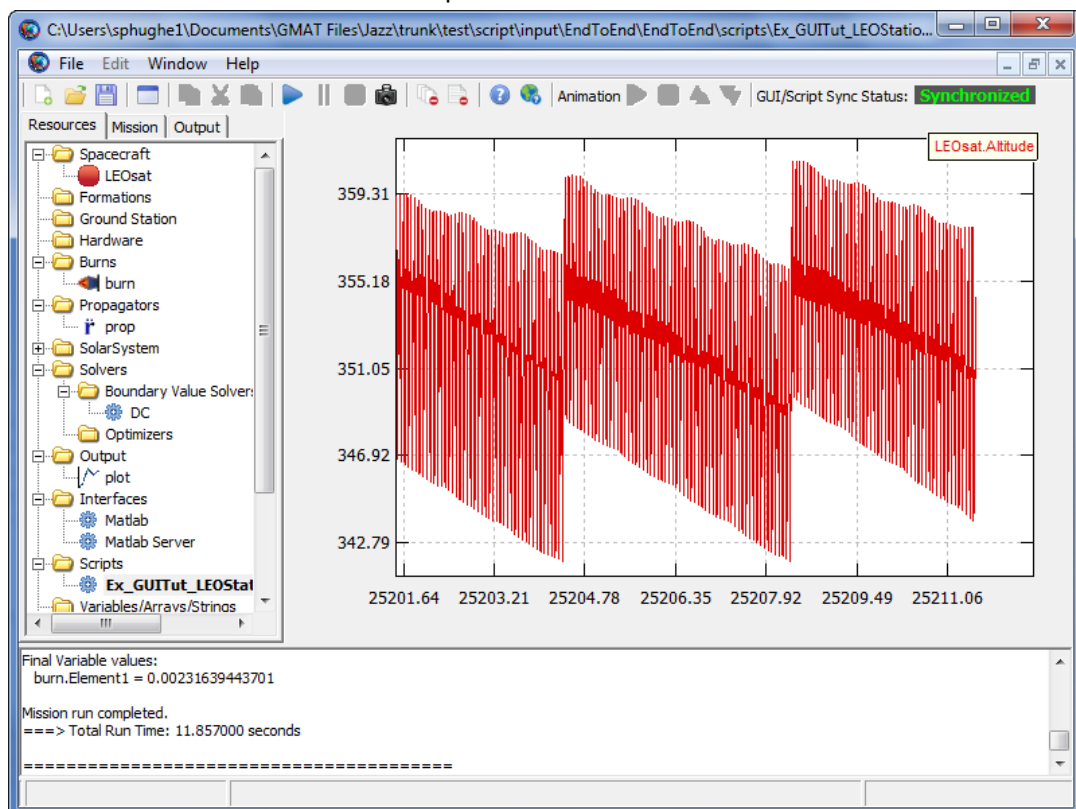 C:\Users\sphughe1\Documents\GMAT Files\Jazz\trunk\test\script\input\EndToEnd\EndToEnd\scripts\Ex_GUITut_LEOStatio...
File Edit Window Help
Animation GUI/Script Sync Status: Synchronized
Resources Mission Output
Spacecraft
LEOsat
Formations
Ground Station
Hardware
Burns
burn
Propagators
prop
SolarSystem
Solvers
Boundary Value Solver:
DC
Optimizers
Output
plot
Interfaces
Matlab
Matlab Server
Scripts
Ex_GUITut_LEOStat
Variables/Arrays/Strings
LEOsat.Altitude
359.31
355.18
351.05
346.92
342.79
25201.64 25203.21 25204.78 25206.35 25207.92 25209.49 25211.06
Final Variable values:
burn.Element1 = 0.00231639443701
Mission run completed.
===> Total Run Time: 11.857000 seconds
========================================